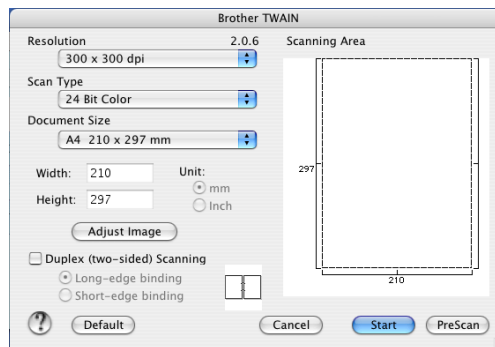 Brother TWAIN
Resolution 2.0.6
300 x 300 dpi
Scan Type
24 Bit Color
Document Size
A4 210 x 297 mm
Width: 210
Height: 297
Unit:
mm
Inch
Adjust Image
Duplex (two-sided) Scanning
Long-edge binding
Short-edge binding
Scanning Area
297
210
?
Default
Cancel
Start
PreScan